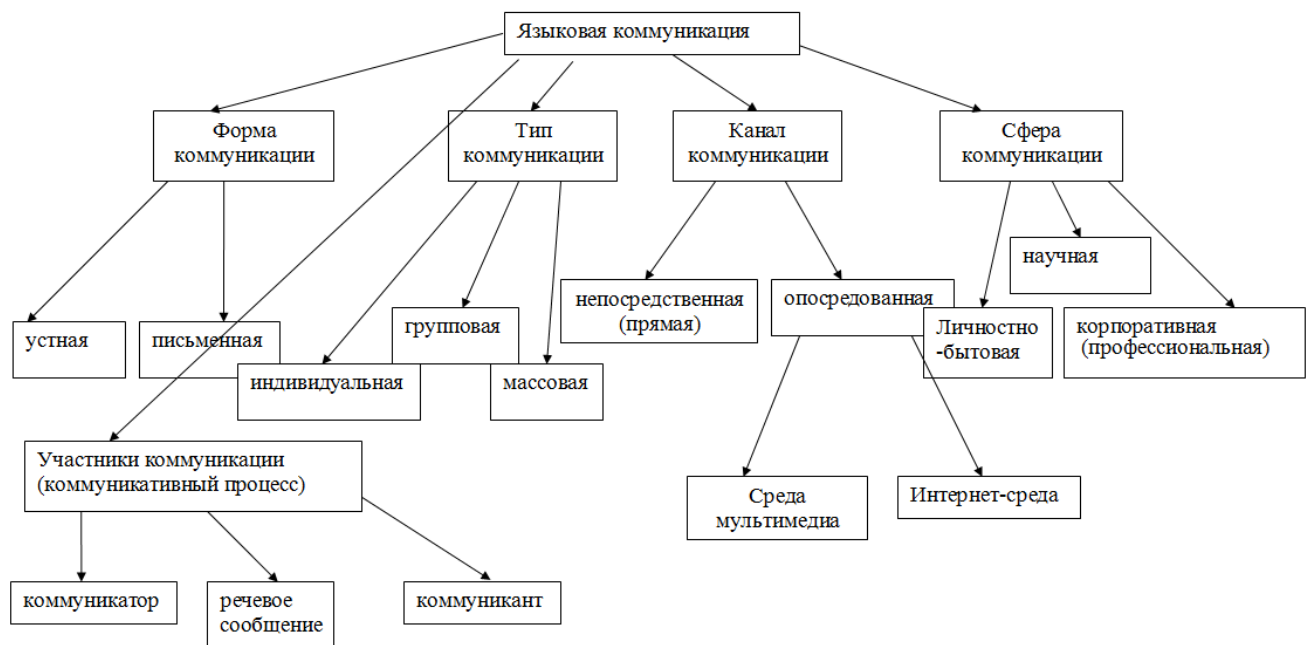 Языковая коммуникация
Форма
коммуникации
Тип
коммуникации
Канал
коммуникации
Сфера
коммуникации
устная
письменная
индивидуальная
групповая
массовая
непосредственная
(прямая)
опосредованная
научная
Личностно
-бытовая
корпоративная
(профессиональная)
Среда
мультимедиа
Интернет-среда
Участники коммуникации
(коммуникативный процесс)
коммуникатор
речевое
сообщение
коммуникант